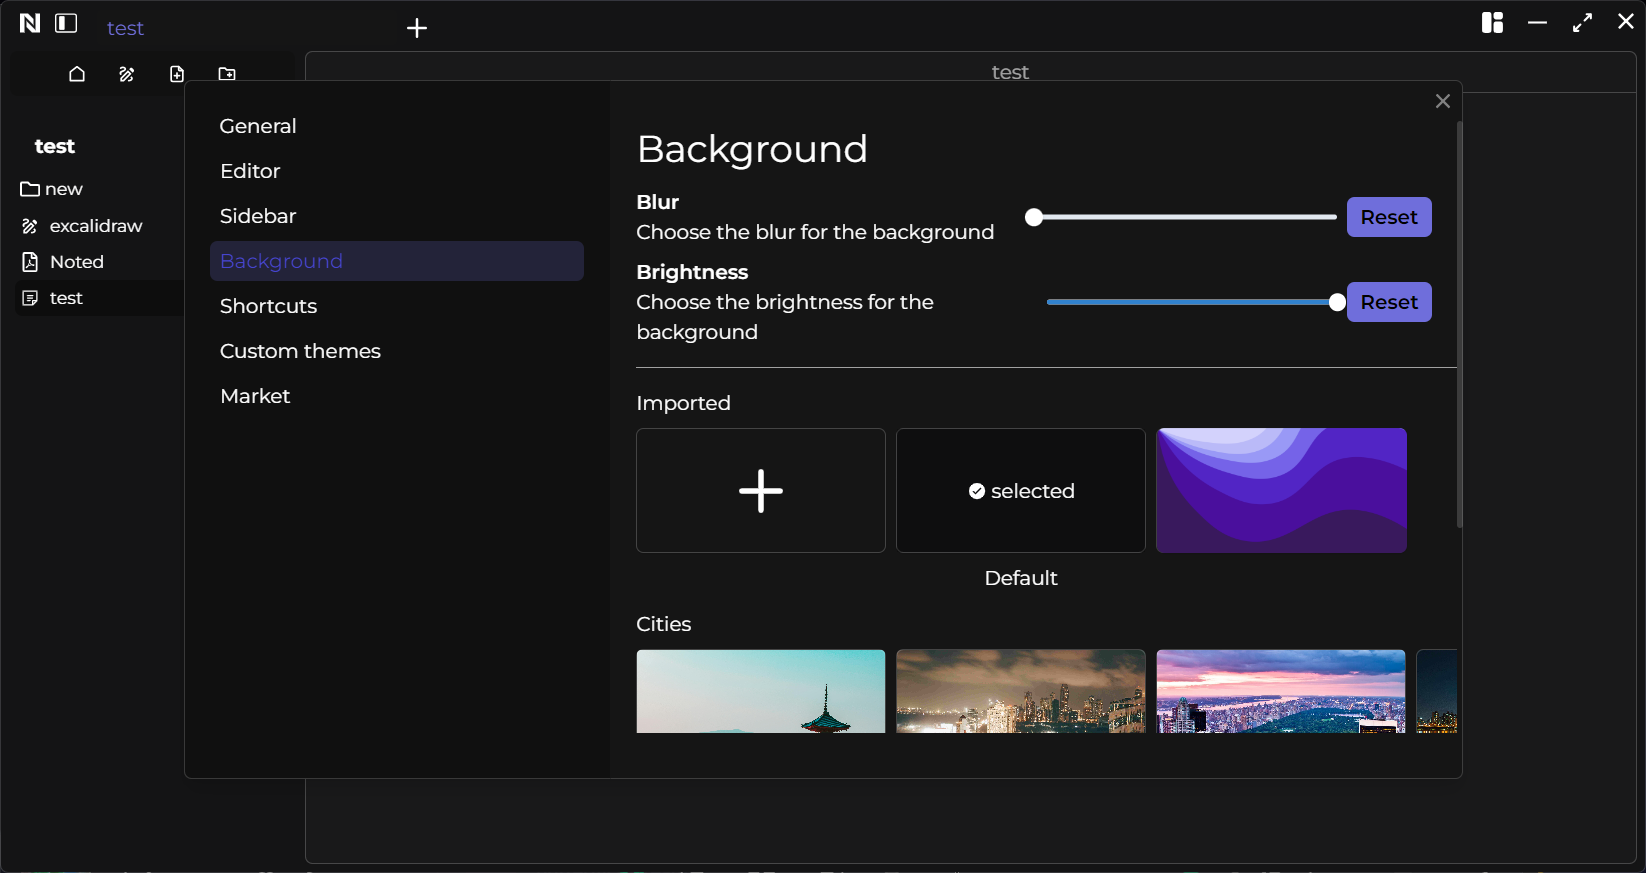 test
test
test
new
excalidraw
Noted
test
General
Editor
Sidebar
Background
Shortcuts
Custom themes
Market
Background
Blur
Choose the blur for the background
Reset
Brightness
Choose the brightness for the
background
Reset
Imported
selected
Default
Cities